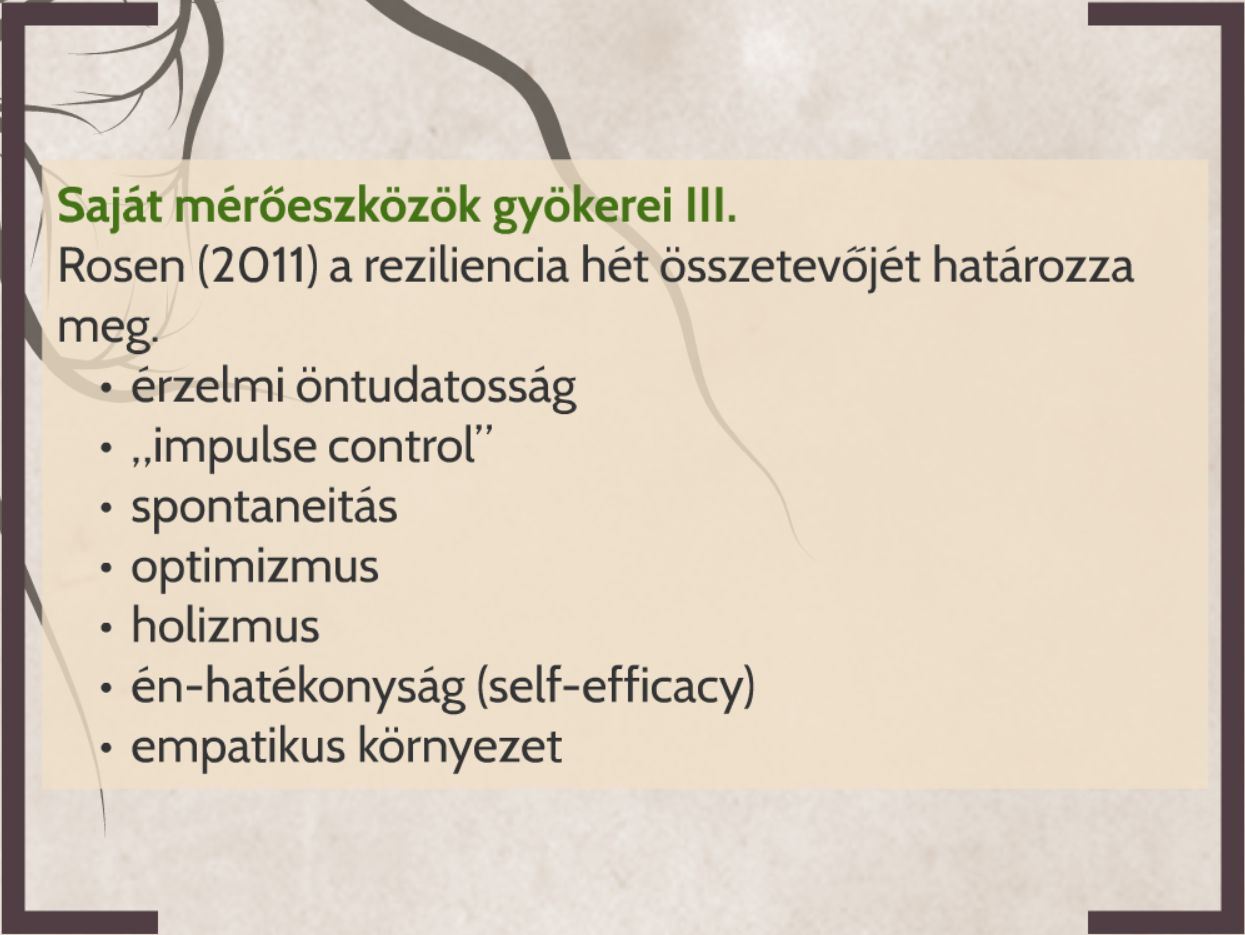 Saját mérőeszközök gyökerei III.
Rosen (2011) a reziliencia hét összetevőjét határozza
meg.
• érzelmi öntudatosság
• ,,impulse control’’
• spontaneitás
• optimizmus
• holizmus
• én-hatékonyság (self-efficacy)
• empatikus környezet